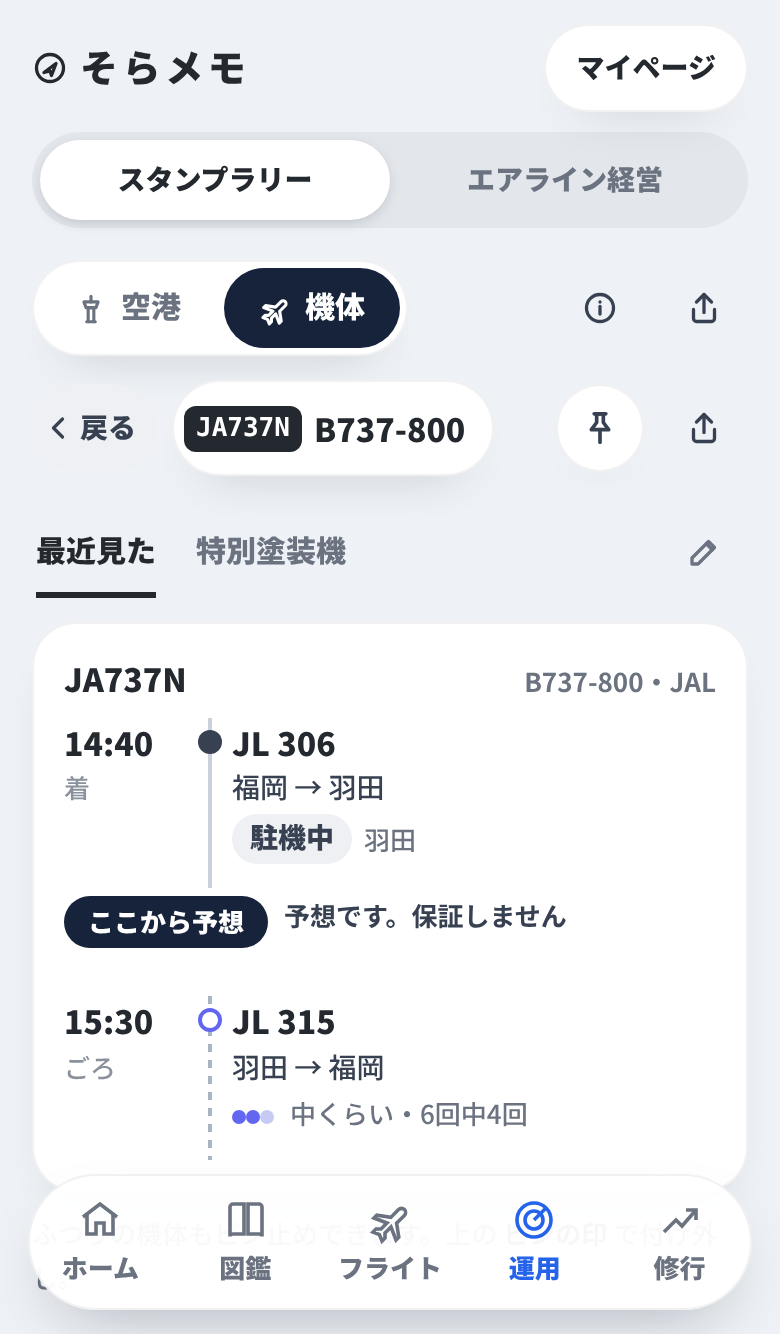 そらメモ
マイページ
スタンプラリー
エアライン経営
空港
機体
戻る
JA737N B737-800
最近見た
特別塗装機
JA737N
B737-800・JAL
14:40
JL 306
着
福岡 → 羽田
駐機中 羽田
ここから予想 予想です。保証しません
15:30
JL 315
ごろ
羽田 → 福岡
中くらい・6回中4回
ホーム
図鑑
フライト
運用
修行